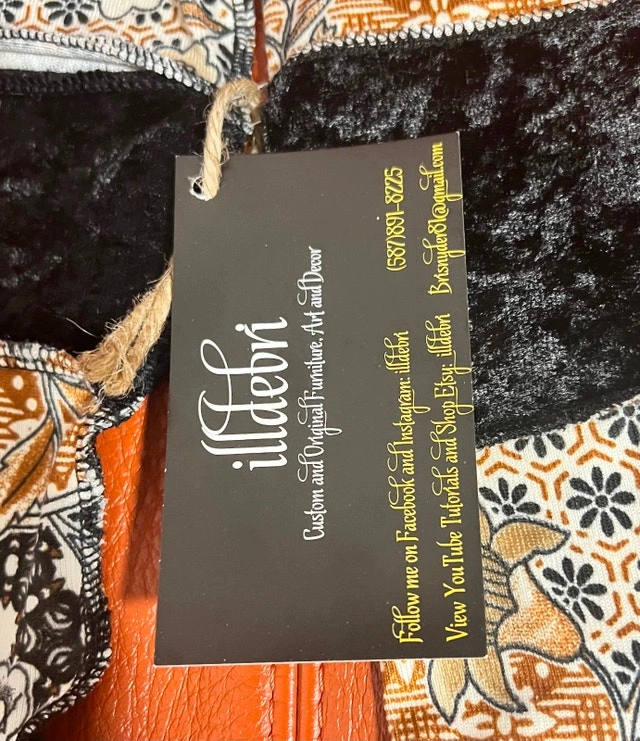 illdebri
Custom and Original Furniture, Art and Decor
Follow me on Facebook and Instagram: illdebri (587)891-8225
View YouTube Tutorials and Shop Etsy: illdebri Brisnyder81@gmail.com